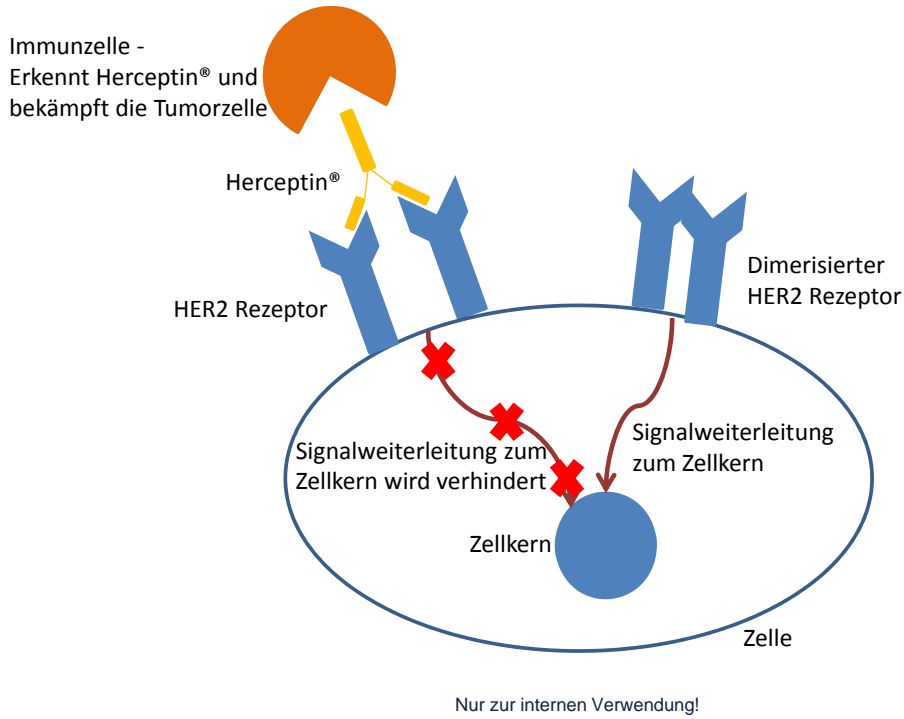 Immunzelle -
Erkennt Herceptin® und
bekämpft die Tumorzelle
Herceptin®
HER2 Rezeptor
Dimerisierter
HER2 Rezeptor
Signalweiterleitung zum
Zellkern wird verhindert
Signalweiterleitung
zum Zellkern
Zellkern
Zelle
Nur zur internen Verwendung!